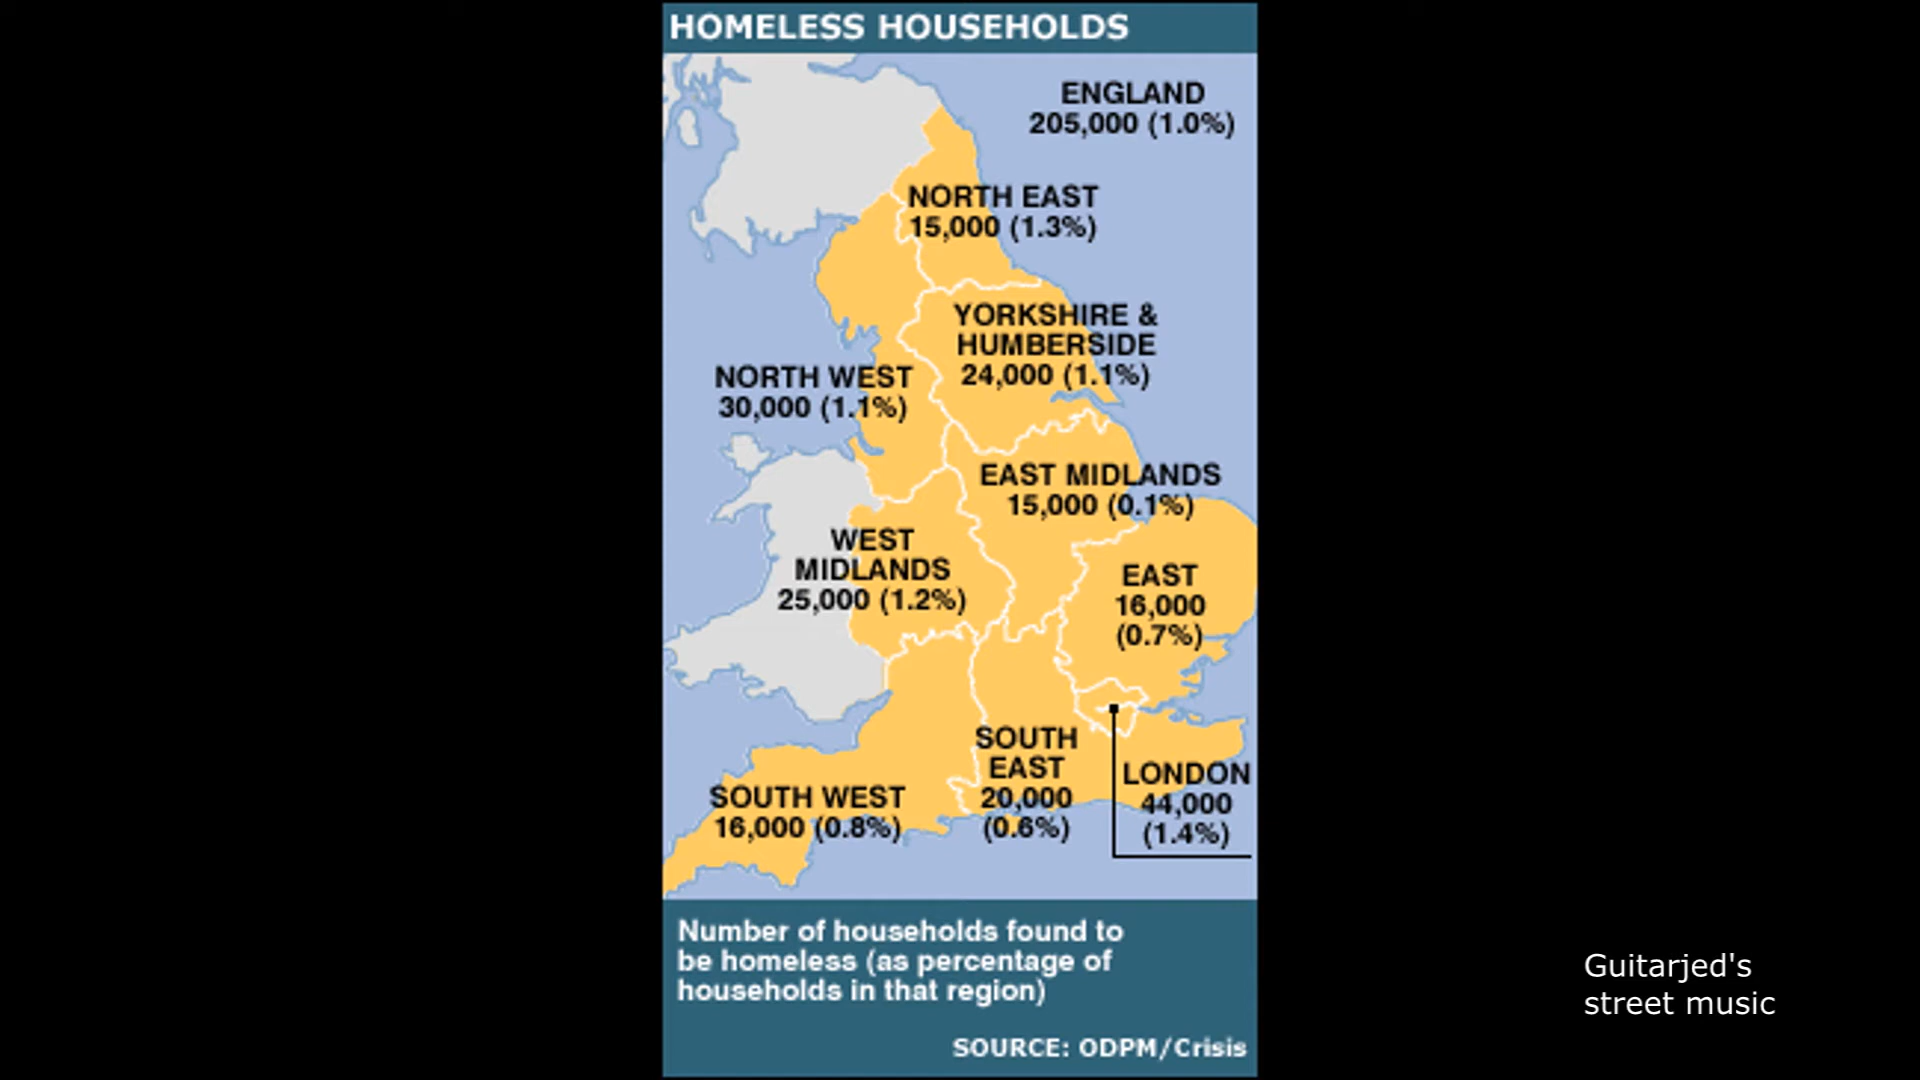 HOMELESS HOUSEHOLDS
ENGLAND
205,000 (1.0%)
NORTH EAST
15,000 (1.3%)
YORKSHIRE &
HUMBERSIDE
24,000 (1.1%)
NORTH WEST
30,000 (1.1%)
EAST MIDLANDS
15,000 (0.1%)
WEST
MIDLANDS
25,000 (1.2%)
EAST
16,000
(0.7%)
SOUTH
EAST
20,000
(0.6%)
LONDON
44,000
(1.4%)
SOUTH WEST
16,000 (0.8%)
Number of households found to
be homeless (as percentage of
households in that region)
SOURCE: ODPM/Crisis
Guitarjed's
street music